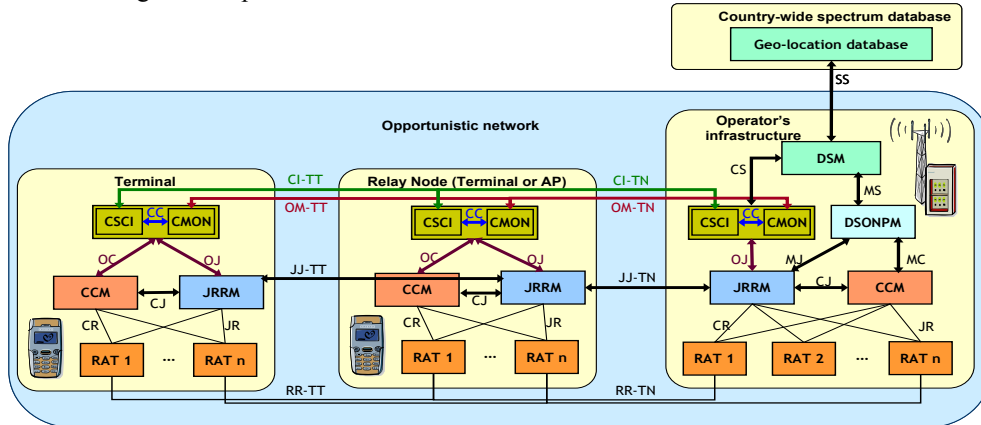 Country-wide spectrum database
Geo-location database
SS
Opportunistic network
Operator's
infrastructure
DSM
CS
MS
Terminal
CI-TT
Relay Node (Terminal or AP)
CI-TN
CSCI
CC
CMON
OM-TT
CSCI
CC
CMON
OM-TN
CSCI
CC
CMON
DSONPM
OC
OJ
OC
OJ
OJ
MJ
MC
JJ-TT
JJ-TN
CCM
CJ
JRRM
CCM
CJ
JRRM
JRRM
CJ
CCM
CR
JR
CR
JR
CR
JR
RAT 1
...
RAT n
RAT 1
...
RAT n
RAT 1
RAT 2
...
RAT n
RR-TT
RR-TN